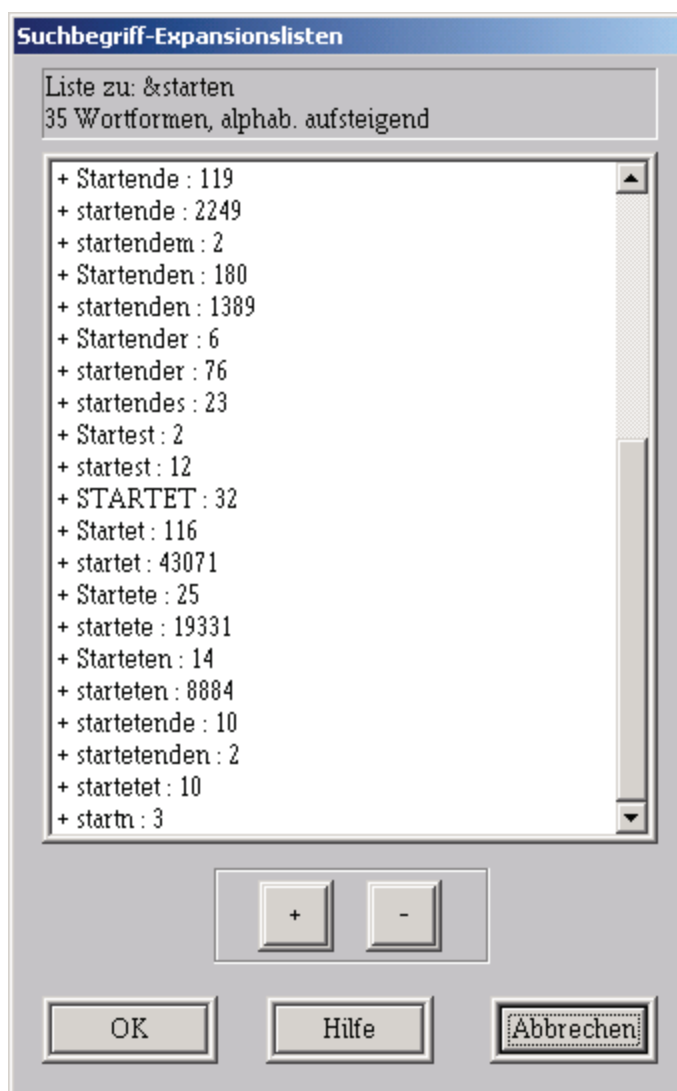 Suchbegriff-Expansionslisten
Liste zu: &starten
35 Wortformen, alphab. aufsteigend
+ Startende : 119
+ startende : 2249
+ startendem : 2
+ Startenden : 180
+ startenden : 1389
+ Startender : 6
+ startender : 76
+ startendes : 23
+ Startest : 2
+ startest : 12
+ STARTET : 32
+ Startet : 116
+ startet : 43071
+ Startete : 25
+ startete : 19331
+ Starteten : 14
+ starteten : 8884
+ startetende : 10
+ startetenden : 2
+ startetet : 10
+ startn : 3
+ -
OK Hilfe Abbrechen